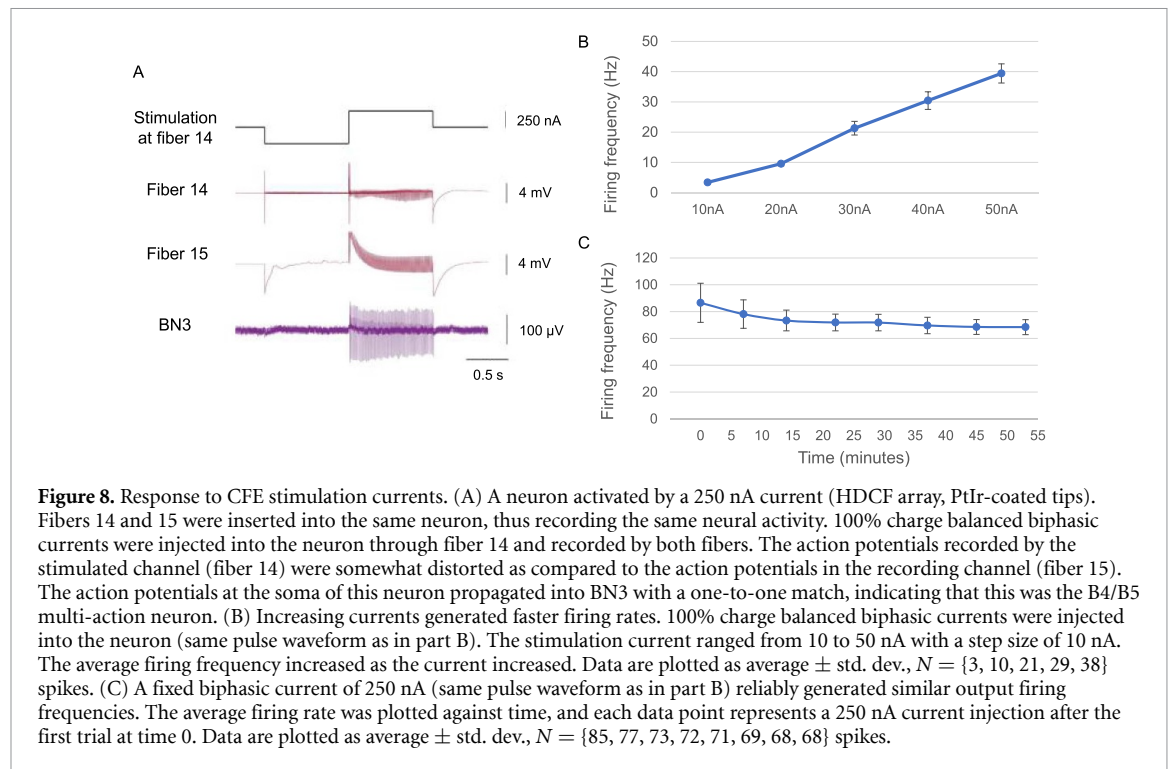 A
Stimulation
at fiber 14
250 nA
Fiber 14
4 mV
Fiber 15
4 mV
BN3
100 µV
0.5 s
B
Firing frequency (Hz)
50
40
30
20
10
0
10nA 20nA 30nA 40nA 50nA
C
Firing frequency (Hz)
120
100
80
60
40
20
0
0 5 10 15 20 25 30 35 40 45 50 55
Time (minutes)
Figure 8. Response to CFE stimulation currents. (A) A neuron activated by a 250 nA current (HDCF array, PtIr-coated tips).
Fibers 14 and 15 were inserted into the same neuron, thus recording the same neural activity. 100% charge balanced biphasic
currents were injected into the neuron through fiber 14 and recorded by both fibers. The action potentials recorded by the
stimulated channel (fiber 14) were somewhat distorted as compared to the action potentials in the recording channel (fiber 15).
The action potentials at the soma of this neuron propagated into BN3 with a one-to-one match, indicating that this was the B4/B5
multi-action neuron. (B) Increasing currents generated faster firing rates. 100% charge balanced biphasic currents were injected
into the neuron (same pulse waveform as in part B). The stimulation current ranged from 10 to 50 nA with a step size of 10 nA.
The average firing frequency increased as the current increased. Data are plotted as average ± std. dev., N = {3, 10, 21, 29, 38}
spikes. (C) A fixed biphasic current of 250 nA (same pulse waveform as in part B) reliably generated similar output firing
frequencies. The average firing rate was plotted against time, and each data point represents a 250 nA current injection after the
first trial at time 0. Data are plotted as average ± std. dev., N = {85, 77, 73, 72, 71, 69, 68, 68} spikes.